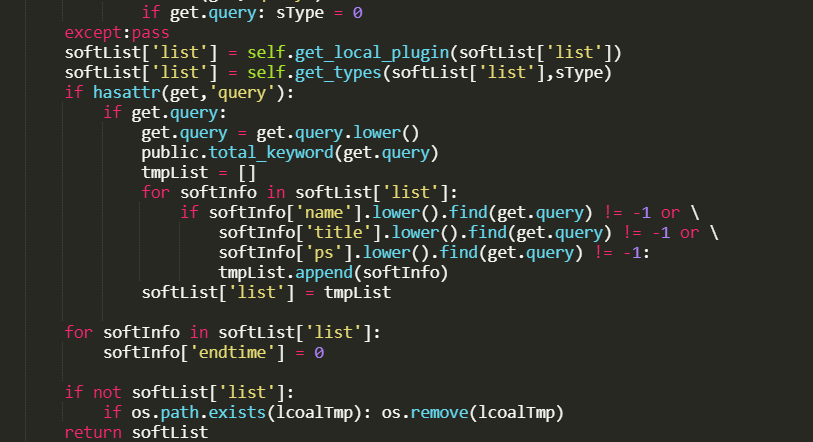 if get.query: sType = 0
except:pass
softList['list'] = self.get_local_plugin(softList['list'])
softList['list'] = self.get_types(softList['list'],sType)
if hasattr(get,'query'):
if get.query:
get.query = get.query.lower()
public.total_keyword(get.query)
tmpList = []
for softInfo in softList['list']:
if softInfo['name'].lower().find(get.query) != -1 or \
softInfo['title'].lower().find(get.query) != -1 or \
softInfo['ps'].lower().find(get.query) != -1:
tmpList.append(softInfo)
softList['list'] = tmpList
for softInfo in softList['list']:
softInfo['endtime'] = 0
if not softList['list']:
if os.path.exists(lcoalTmp): os.remove(lcoalTmp)
return softList